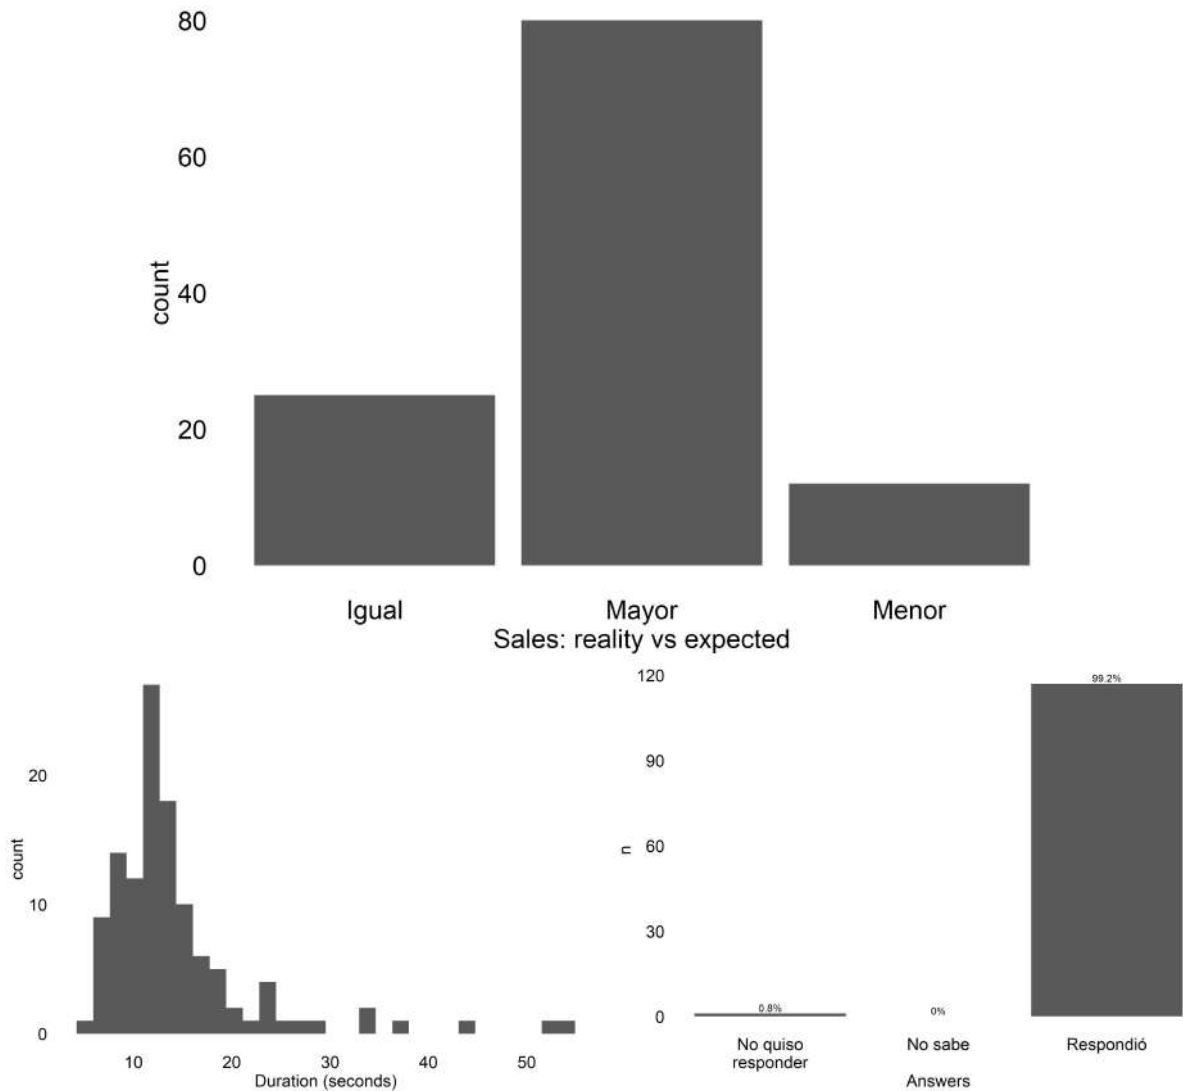 80
60
40
20
0
count
Igual Mayor Menor
Sales: reality vs expected
20
10
0
count
10 20 30 40 50
Duration (seconds)
120
90
60
30
0
n
0.8% 0% 99.2%
No quiso responder No sabe Respondió
Answers